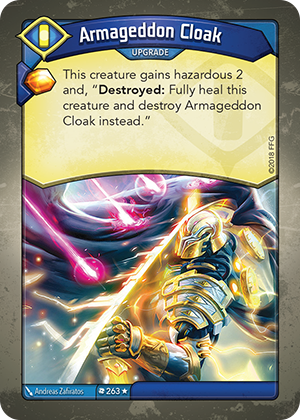 Armageddon Cloak
UPGRADE
This creature gains hazardous 2
and, “Destroyed: Fully heal this
creature and destroy Armageddon
Cloak instead.”
©2018 FFG
Andreas Zafiratos
263★